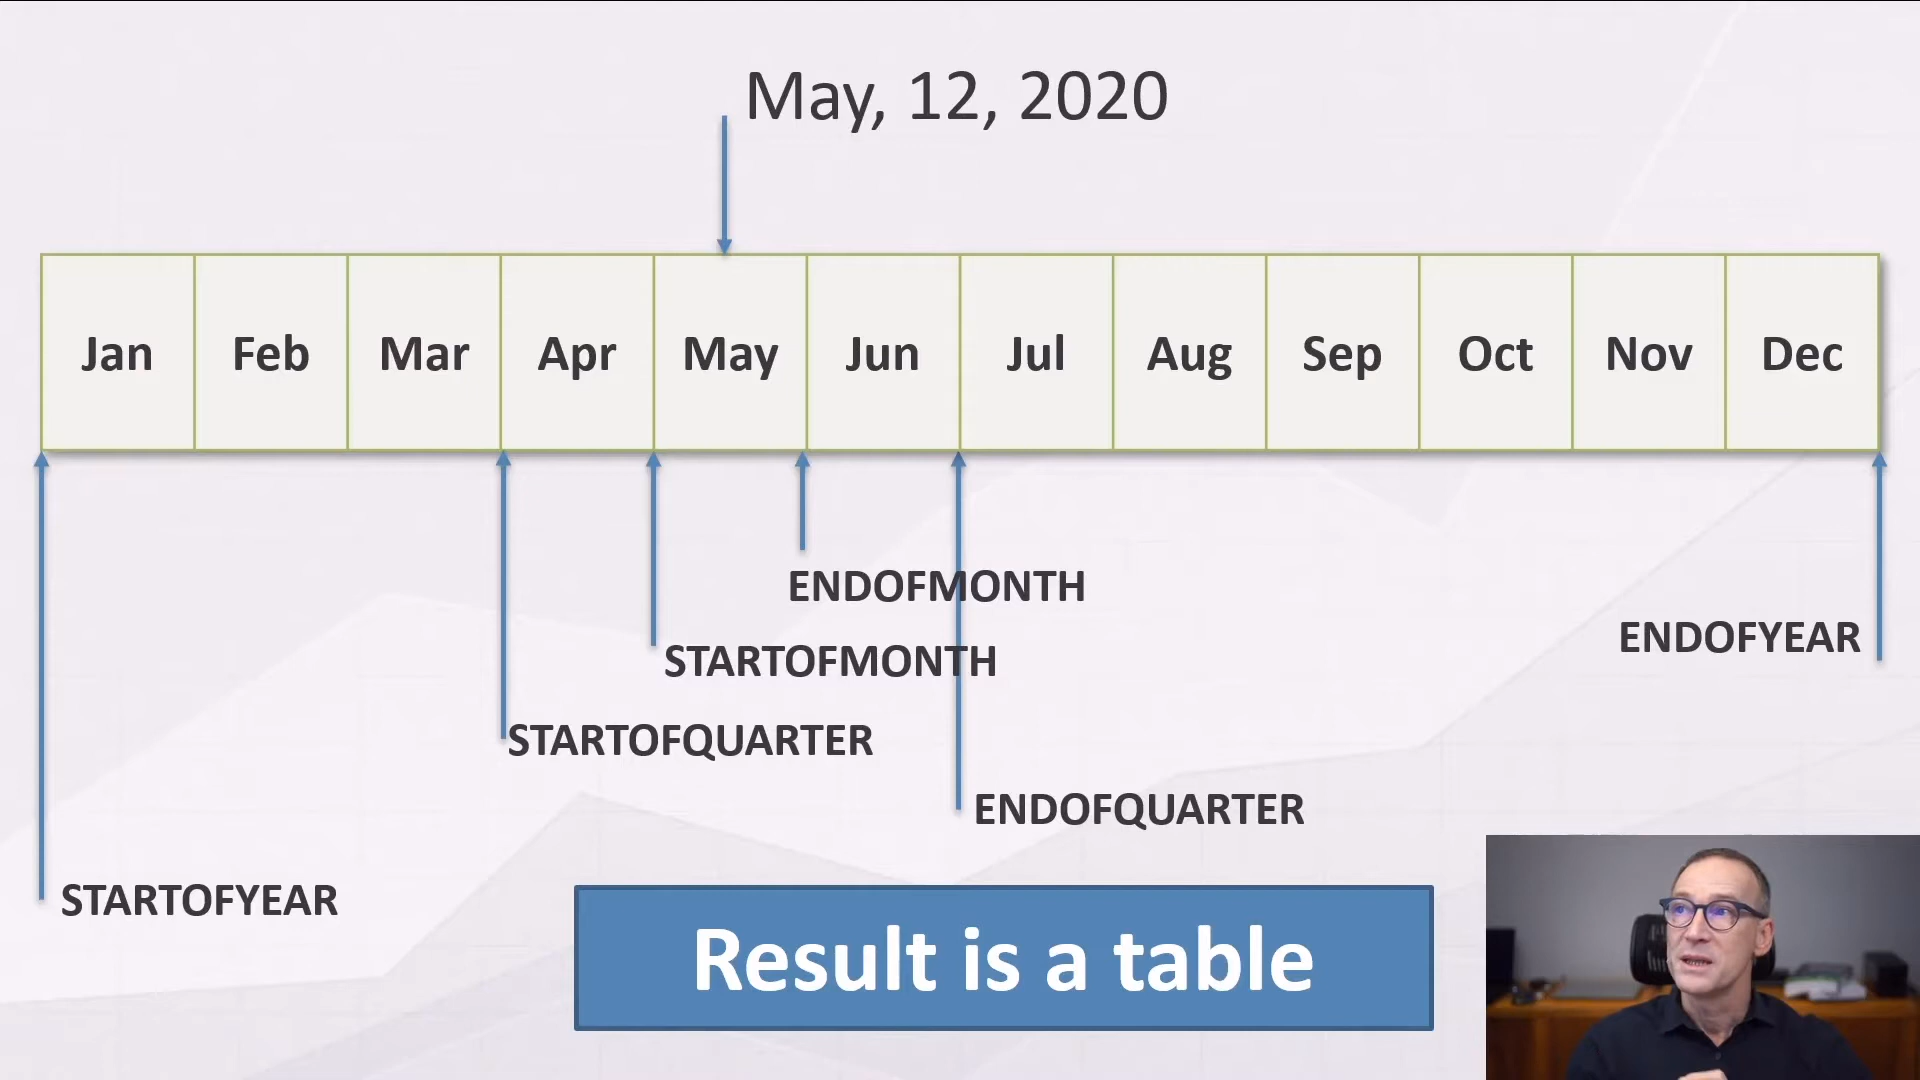 May, 12, 2020
Jan Feb Mar Apr May Jun Jul Aug Sep Oct Nov Dec
ENDOFMONTH
ENDOFYEAR
STARTOFMONTH
STARTOFQUARTER
ENDOFQUARTER
STARTOFYEAR
Result is a table